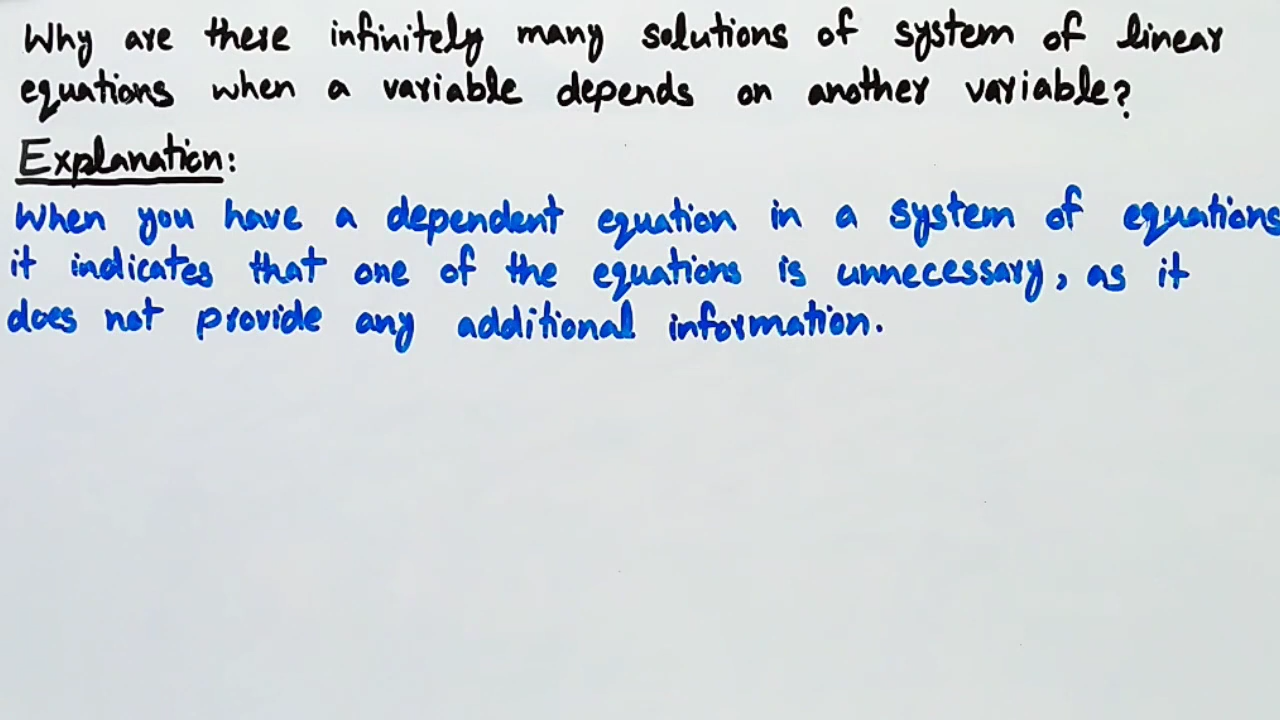 Why are there infinitely many solutions of system of linear
equations when a variable depends on another variable?
Explanation:
When you have a dependent equation in a system of equations
it indicates that one of the equations is unnecessary, as it
does not provide any additional information.